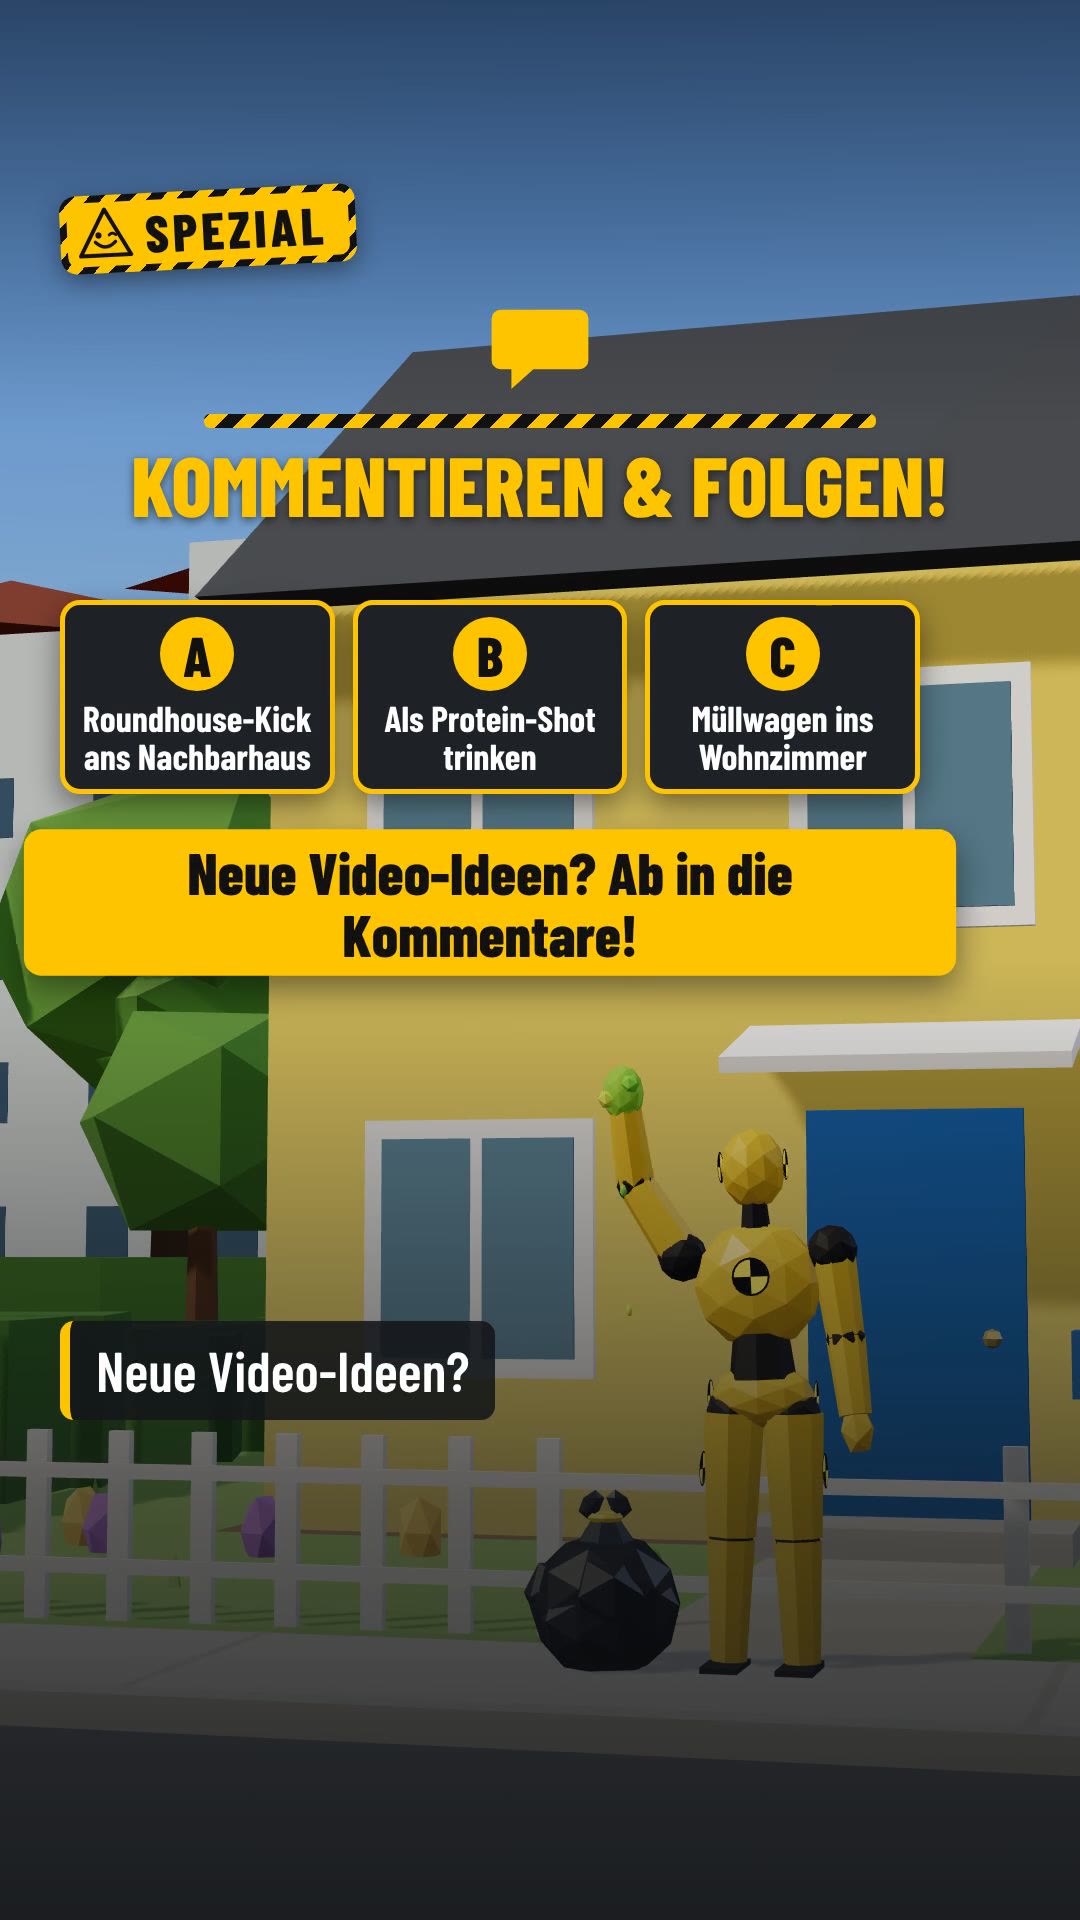 SPEZIAL
KOMMENTIEREN & FOLGEN!
A
Roundhouse-Kick
ans Nachbarhaus
B
Als Protein-Shot
trinken
C
Müllwagen ins
Wohnzimmer
Neue Video-Ideen? Ab in die
Kommentare!
Neue Video-Ideen?